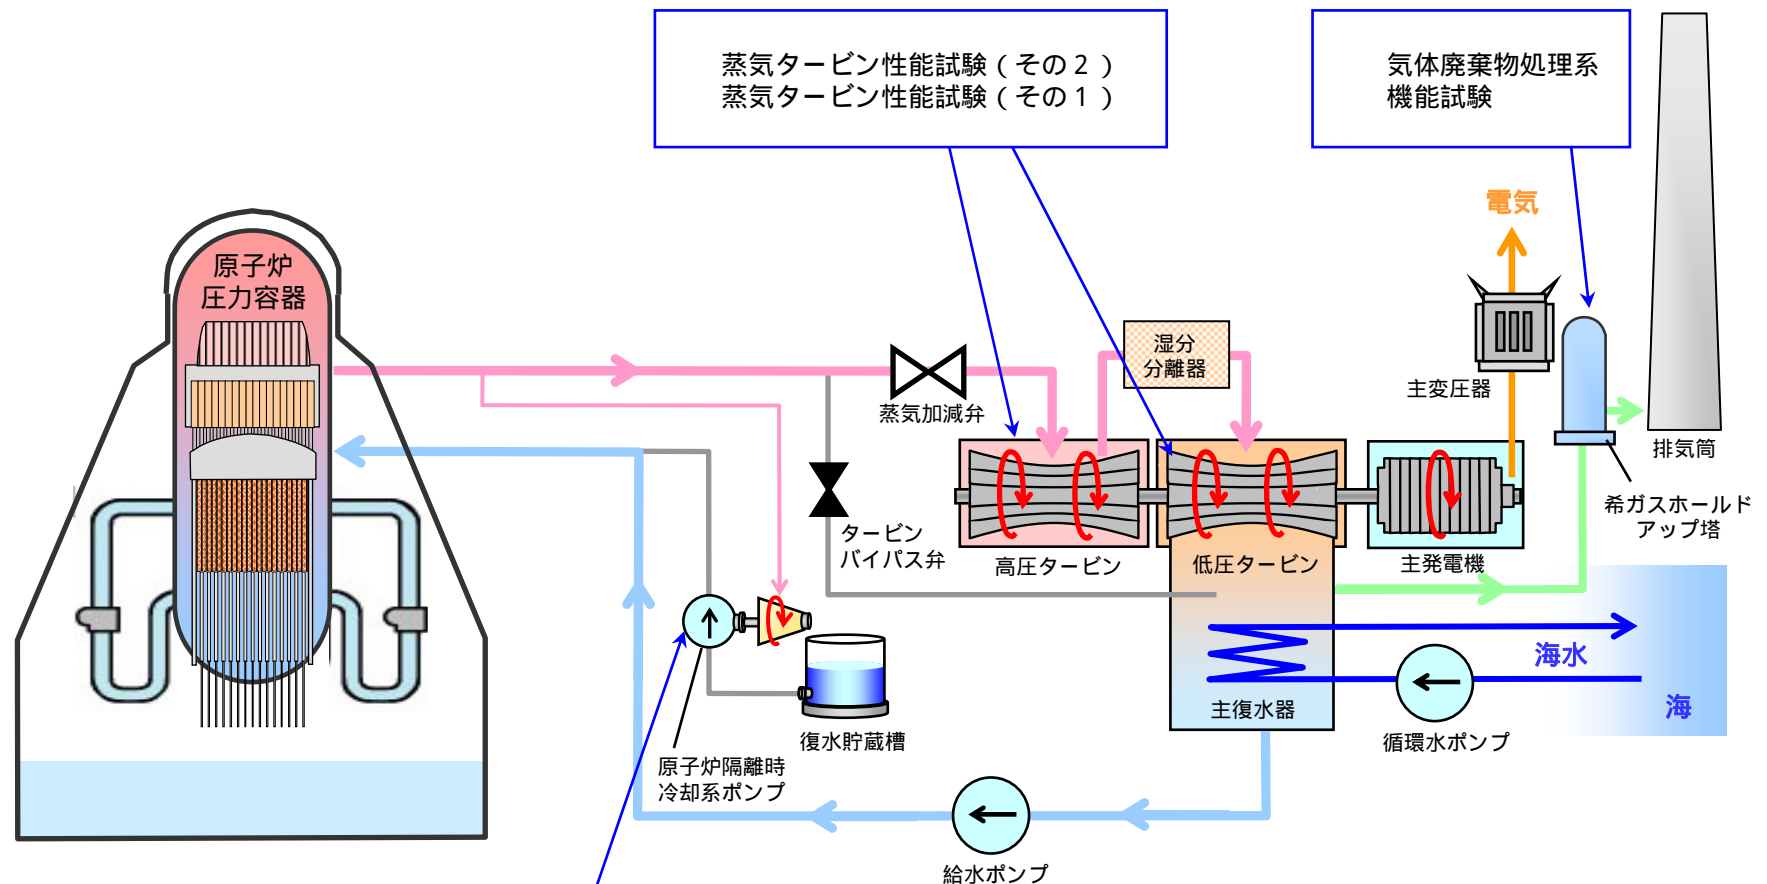 蒸気タービン性能試験(その2)
蒸気タービン性能試験(その1)
気体廃棄物処理系
機能試験
電気
原子炉
圧力容器
湿分
分離器
主変圧器
蒸気加減弁
排気筒
希ガスホールド
アップ塔
タービン
バイパス弁
高圧タービン
低圧タービン
主発電機
海水
海
主復水器
循環水ポンプ
復水貯蔵槽
原子炉隔離時
冷却系ポンプ
給水ポンプ